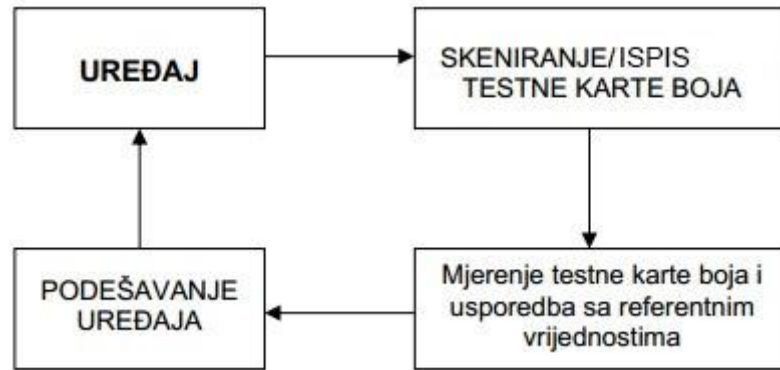 UREĐAJ
SKENIRANJE/ISPIS
TESTNE KARTE BOJA
PODEŠAVANJE
UREĐAJA
Mjerenje testne karte boja i
usporedba sa referentnim
vrijednostima